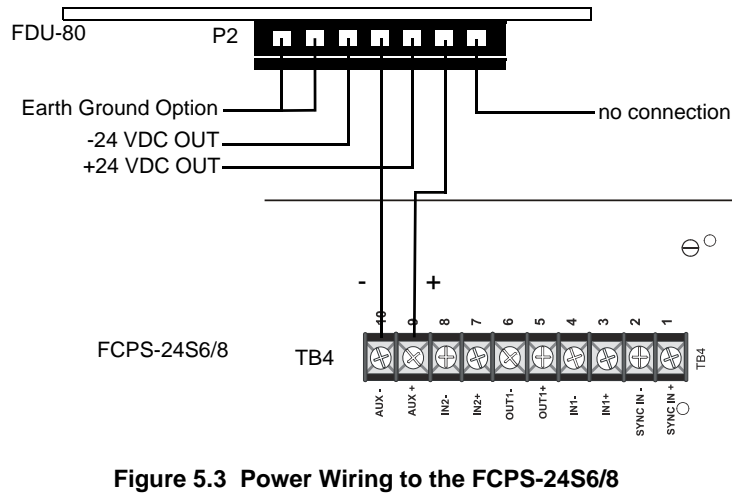 FDU-80
P2
Earth Ground Option
no connection
-24 VDC OUT
+24 VDC OUT
- +
10 9 8 7 6 5 4 3 2 1
FCPS-24S6/8
TB4
TB4
AUX - AUX + IN2- IN2+ OUT1- OUT1+ IN1- IN1+ SYNC IN - SYNC IN +
Figure 5.3 Power Wiring to the FCPS-24S6/8